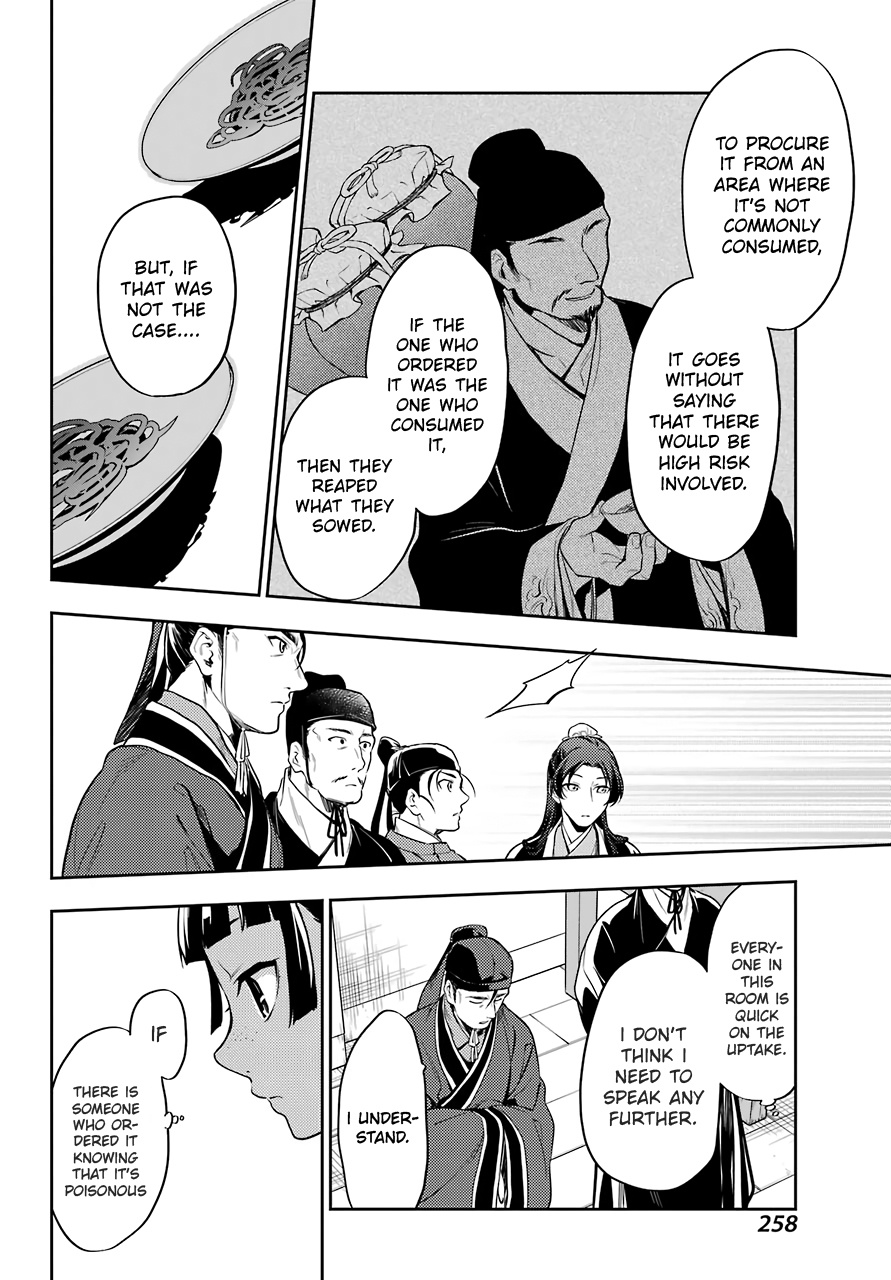 TO PROCURE
IT FROM AN
AREA WHERE
IT'S NOT
COMMONLY
CONSUMED,
IT GOES
WITHOUT
SAYING
THAT THERE
WOULD BE
HIGH RISK
INVOLVED.
IF THE
ONE WHO
ORDERED
IT WAS THE
ONE WHO
CONSUMED
IT,
THEN THEY
REAPED
WHAT THEY
SOWED.
BUT, IF
THAT WAS
NOT THE
CASE....
EVERY-
ONE IN
THIS
ROOM IS
QUICK
ON THE
UPTAKE.
I DON'T
THINK I
NEED TO
SPEAK ANY
FURTHER.
I UNDER-
STAND.
IF
THERE IS
SOMEONE
WHO OR-
DERED IT
KNOWING
THAT IT'S
POISONOUS
258